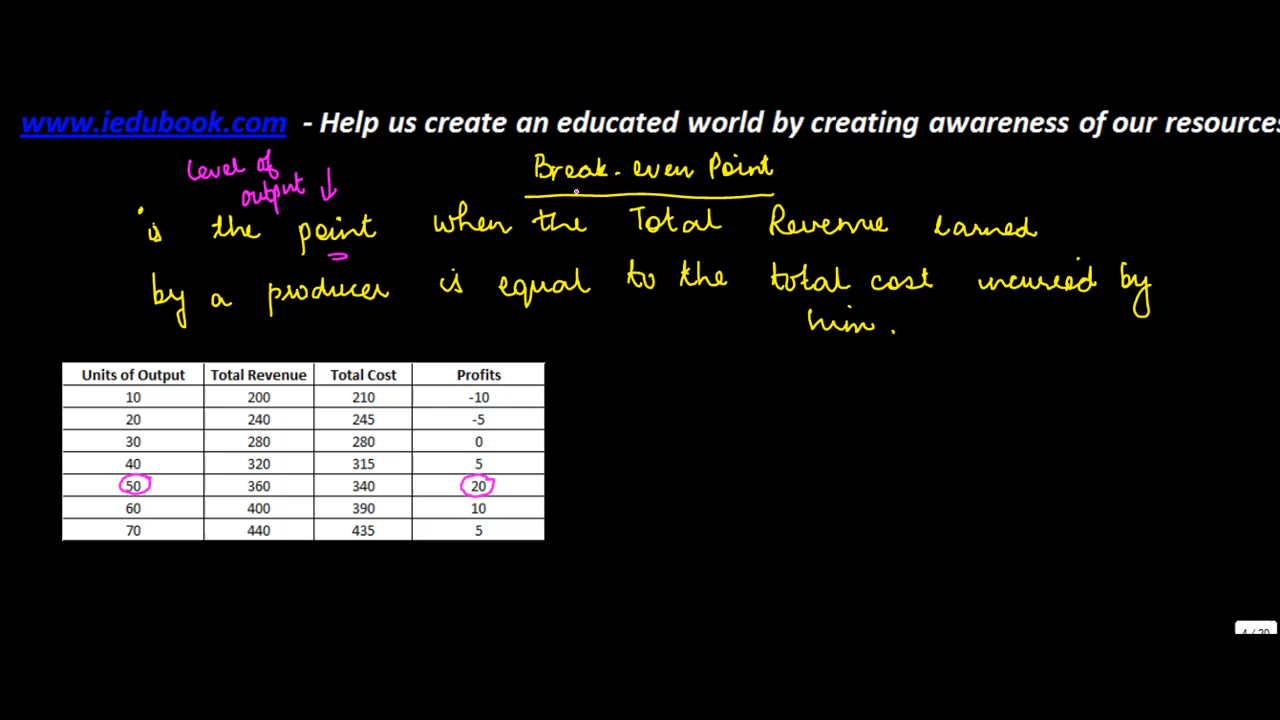 www.iedubook.com - Help us create an educated world by creating awareness of our resources
Break-even Point
Level of
output ↓
is the point when the Total Revenue earned
by a producer is equal to the total cost incurred by
him.
Units of Output Total Revenue Total Cost Profits
10 200 210 -10
20 240 245 -5
30 280 280 0
40 320 315 5
50 360 340 20
60 400 390 10
70 440 435 5